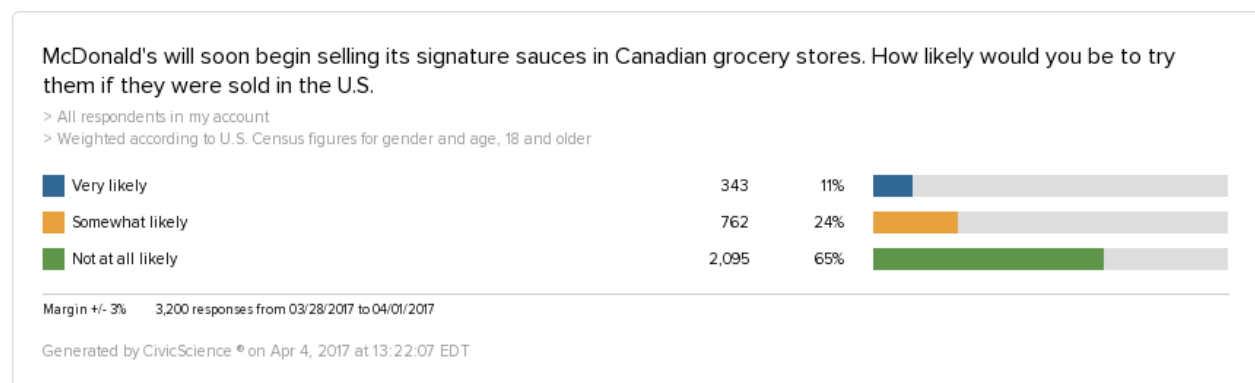 McDonald's will soon begin selling its signature sauces in Canadian grocery stores. How likely would you be to try
them if they were sold in the U.S.
> All respondents in my account
> Weighted according to U.S. Census figures for gender and age, 18 and older
Very likely 343 11%
Somewhat likely 762 24%
Not at all likely 2,095 65%
Margin +/- 3% 3,200 responses from 03/28/2017 to 04/01/2017
Generated by CivicScience ® on Apr 4, 2017 at 13:22:07 EDT